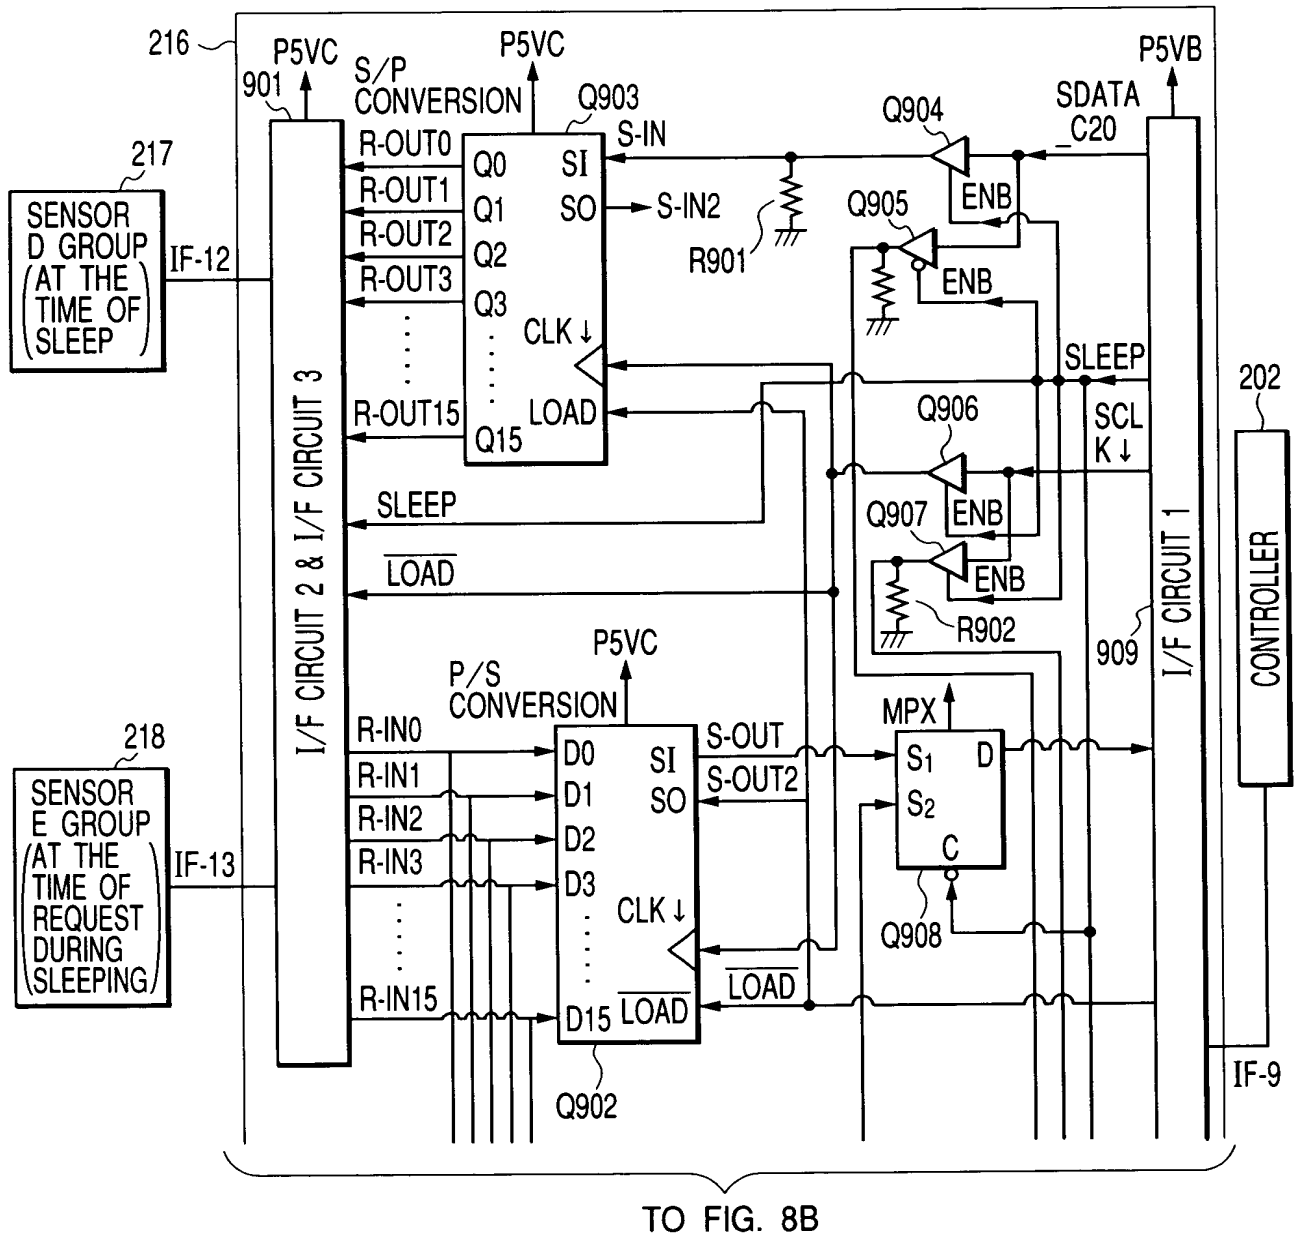 216
P5VC
901
S/P
CONVERSION
P5VC
Q903
S-IN
Q904
SDATA
_C20
P5VB
217
SENSOR
D GROUP
(AT THE
TIME OF
SLEEP)
IF-12
R-OUT0
R-OUT1
R-OUT2
R-OUT3
R-OUT15
Q0
Q1
Q2
Q3
Q15
SI
SO
S-IN2
CLK↓
LOAD
R901
ENB
Q905
ENB
SLEEP
Q906
SCL
K↓
ENB
Q907
ENB
R902
909
202
CONTROLLER
I/F CIRCUIT 1
I/F CIRCUIT 2 & I/F CIRCUIT 3
SLEEP
LOAD
P5VC
P/S
CONVERSION
MPX
218
SENSOR
E GROUP
(AT THE
TIME OF
REQUEST
DURING
SLEEPING)
IF-13
R-IN0
R-IN1
R-IN2
R-IN3
R-IN15
D0
D1
D2
D3
D15
SI
SO
S-OUT
S-OUT2
CLK↓
LOAD
LOAD
S1
S2
D
C
Q908
Q902
IF-9
TO FIG. 8B